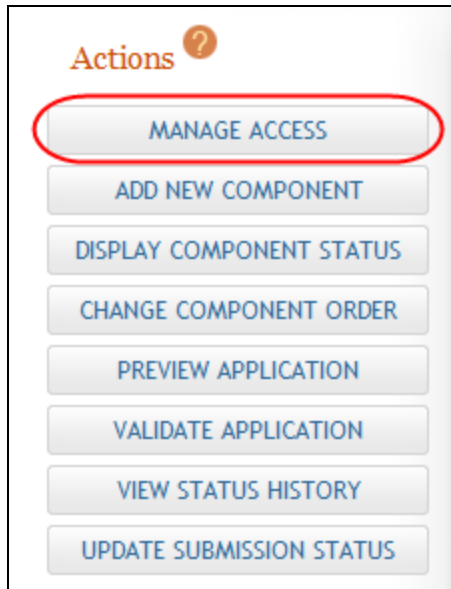 Actions ?
MANAGE ACCESS
ADD NEW COMPONENT
DISPLAY COMPONENT STATUS
CHANGE COMPONENT ORDER
PREVIEW APPLICATION
VALIDATE APPLICATION
VIEW STATUS HISTORY
UPDATE SUBMISSION STATUS